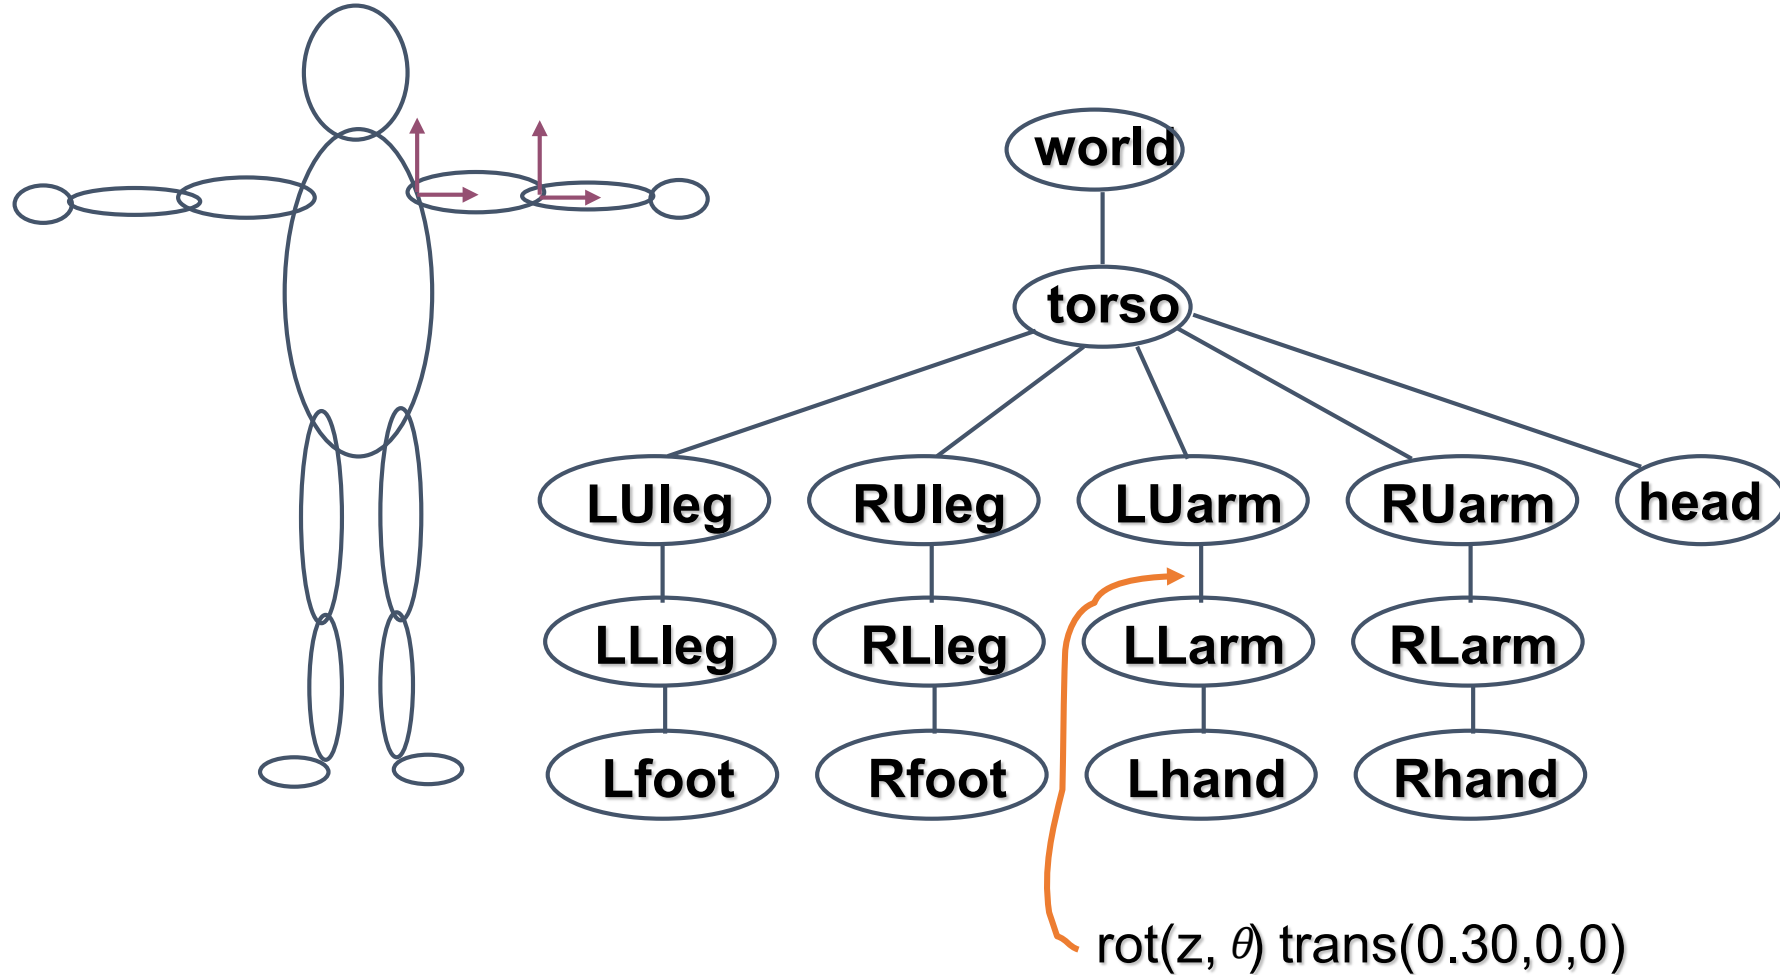 world
torso
LUleg RUleg LUarm RUarm head
LLleg RLleg LLarm RLarm
Lfoot Rfoot Lhand Rhand
rot(z, θ) trans(0.30,0,0)